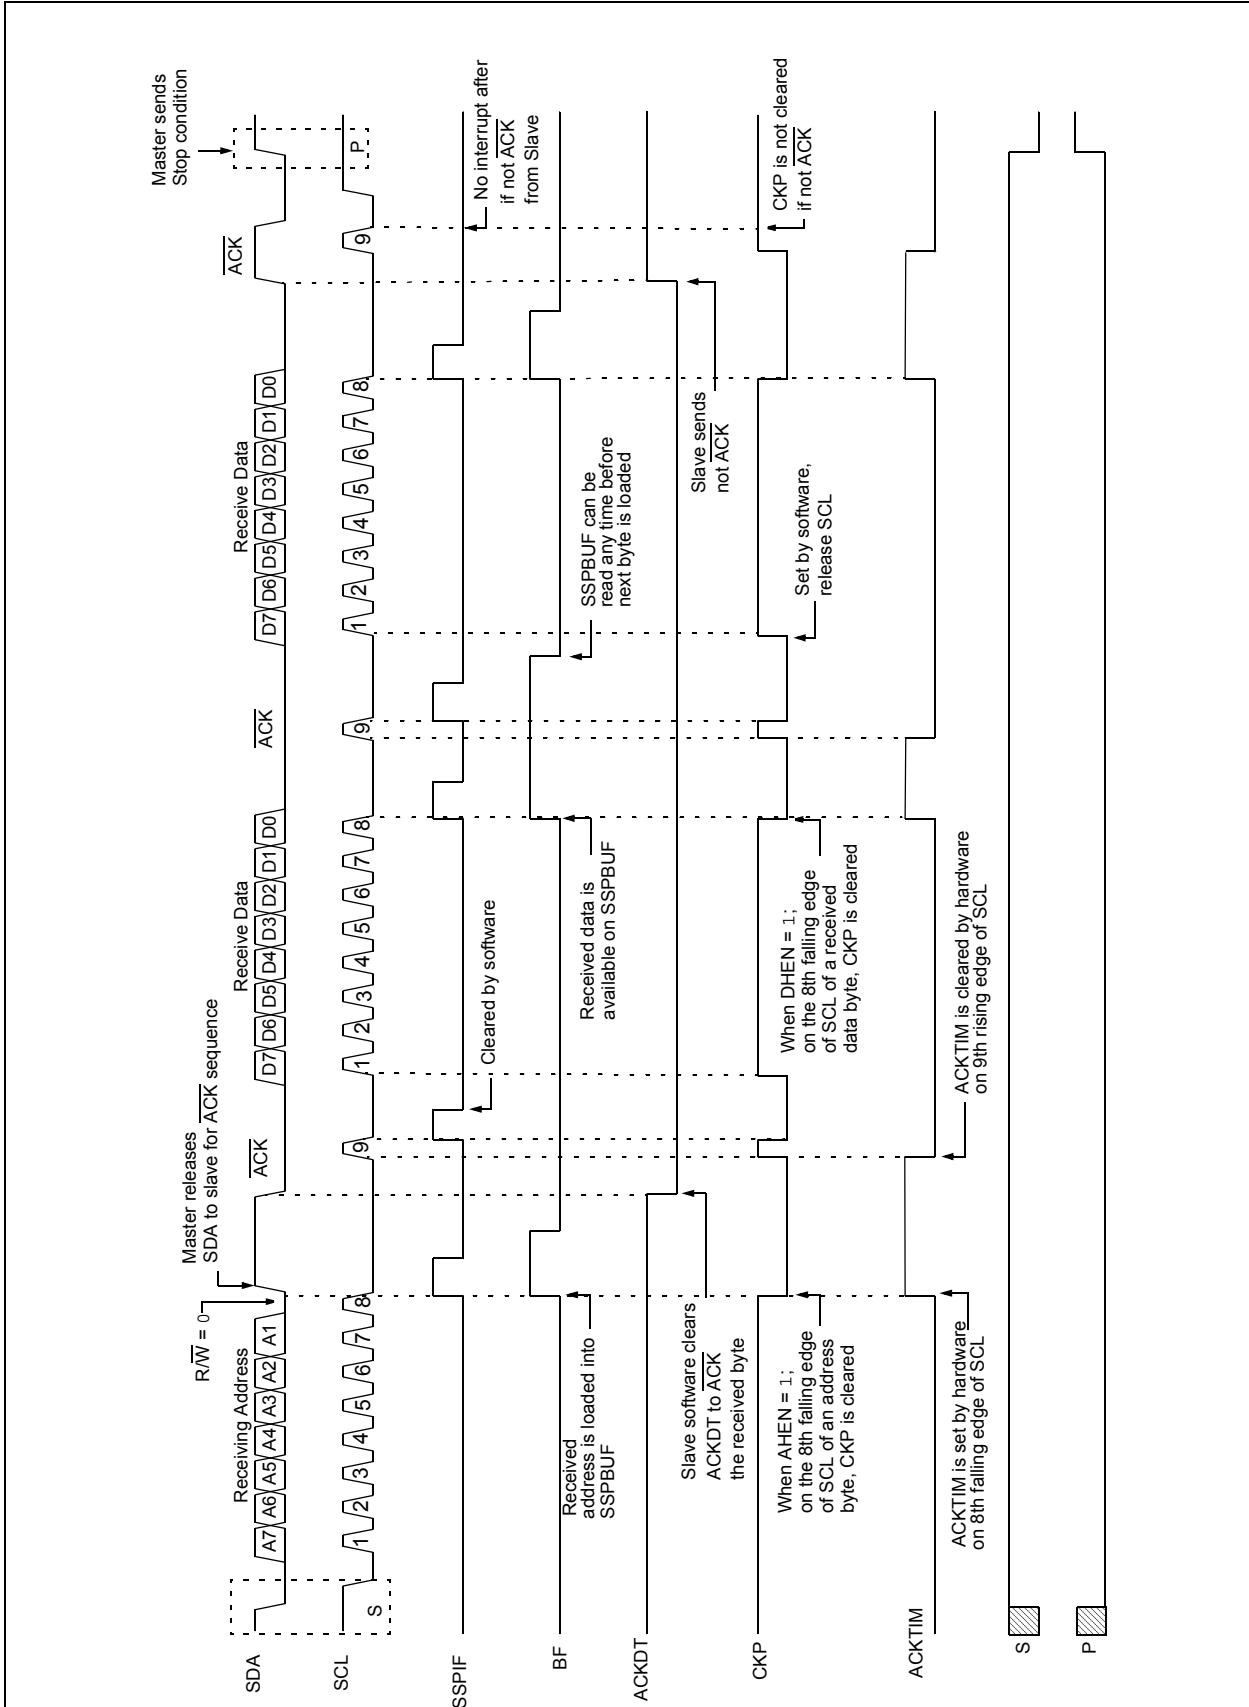 Master sends
Stop condition
Master releases
SDA to slave for ACK sequence
R/W = 0
Receiving Address
ACK
Receive Data
ACK
Receive Data
ACK
SDA
A7 A6 A5 A4 A3 A2 A1
D7 D6 D5 D4 D3 D2 D1 D0
D7 D6 D5 D4 D3 D2 D1 D0
SCL
S
1 2 3 4 5 6 7 8 9
1 2 3 4 5 6 7 8 9
1 2 3 4 5 6 7 8 9
P
SSPIF
Cleared by software
No interrupt after
if not ACK
from Slave
BF
Received
address is loaded into
SSPBUF
Received data is
available on SSPBUF
SSPBUF can be
read any time before
next byte is loaded
ACKDT
Slave software clears
ACKDT to ACK
the received byte
Slave sends
not ACK
CKP
When AHEN = 1;
on the 8th falling edge
of SCL of an address
byte, CKP is cleared
When DHEN = 1;
on the 8th falling edge
of SCL of a received
data byte, CKP is cleared
Set by software,
release SCL
CKP is not cleared
if not ACK
ACKTIM
ACKTIM is set by hardware
on 8th falling edge of SCL
ACKTIM is cleared by hardware
on 9th rising edge of SCL
S
P